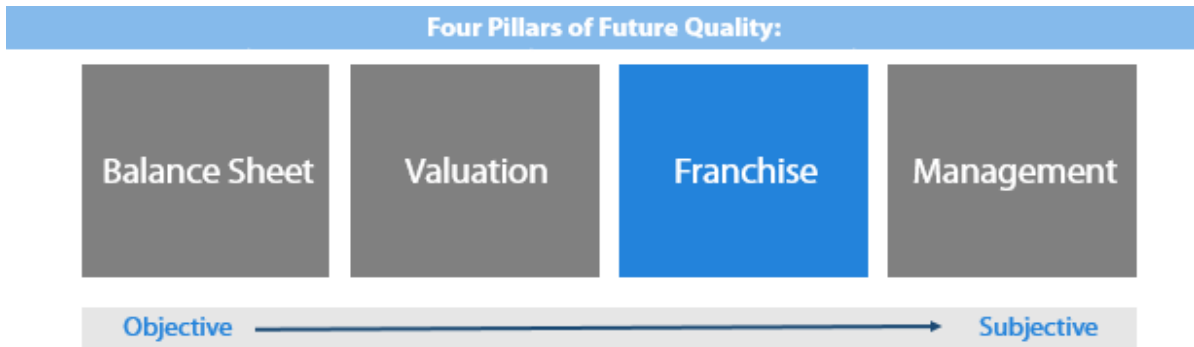 Four Pillars of Future Quality:
Balance Sheet
Valuation
Franchise
Management
Objective
Subjective